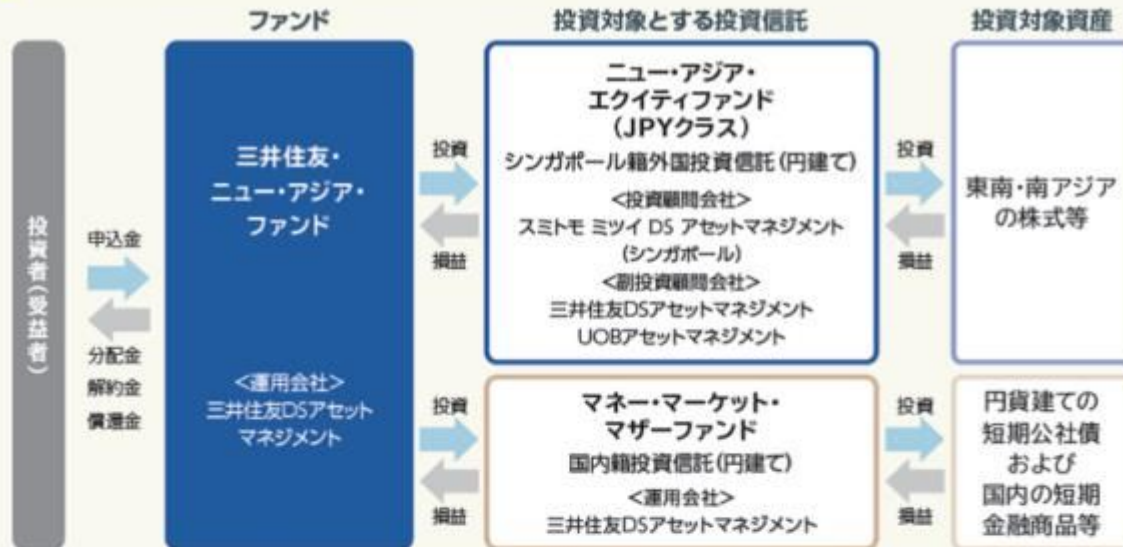 ファンド
投資対象とする投資信託
投資対象資産
投資者(受益者)
申込金
分配金
解約金
償還金
三井住友・
ニュー・アジア・
ファンド
<運用会社>
三井住友DSアセット
マネジメント
投資
損益
ニュー・アジア・
エクイティファンド
(JPYクラス)
シンガポール籍外国投資信託(円建て)
<投資顧問会社>
スミトモ ミツイ DS アセットマネジメント
(シンガポール)
<副投資顧問会社>
三井住友DSアセットマネジメント
UOBアセットマネジメント
投資
損益
東南・南アジア
の株式等
投資
損益
マネー・マーケット・
マザーファンド
国内籍投資信託(円建て)
<運用会社>
三井住友DSアセットマネジメント
投資
損益
円貨建ての
短期公社債
および
国内の短期
金融商品等